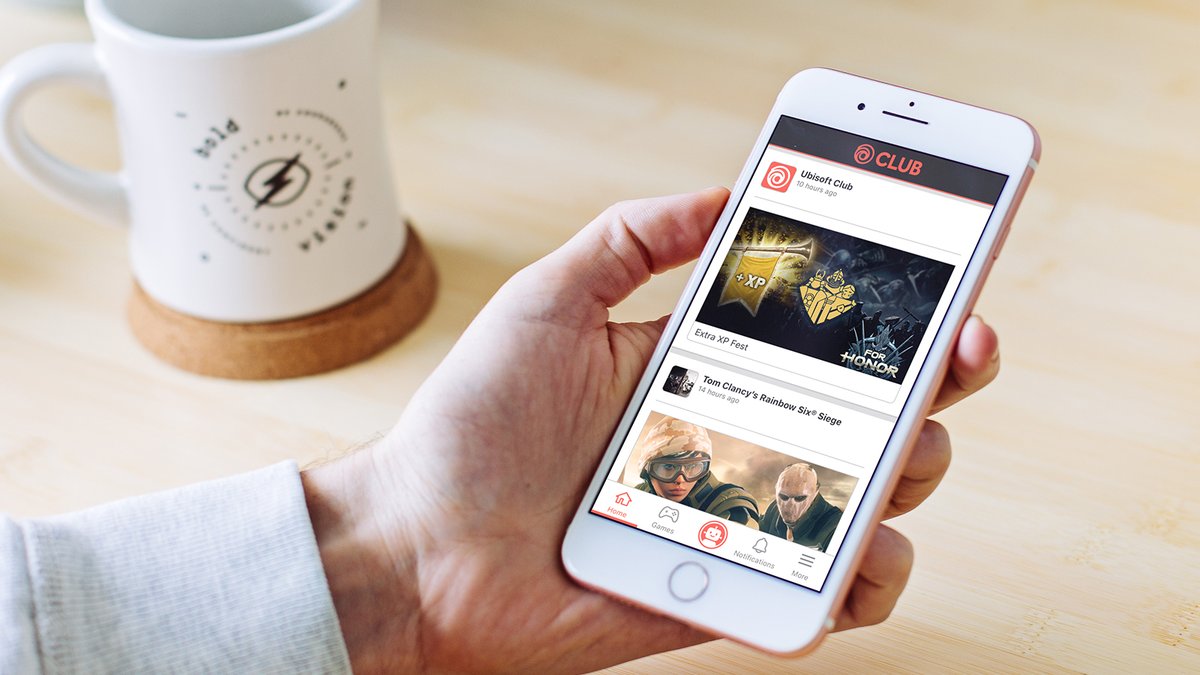 bold
vision
CLUB
Ubisoft Club
10 hours ago
+ XP
FOR
HONOR
Extra XP Fest
Tom Clancy's Rainbow Six® Siege
14 hours ago
Home
Games
Notifications
More